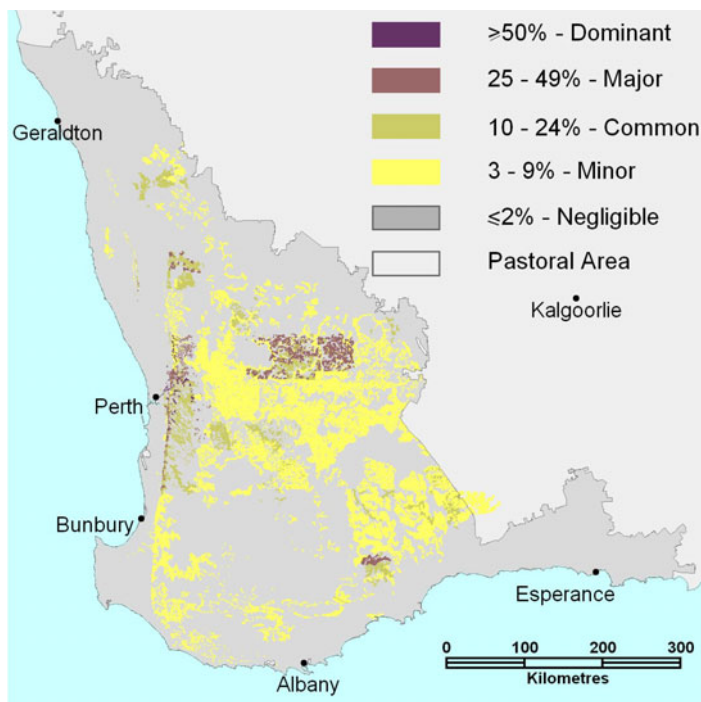 ⩾50% - Dominant
25 - 49% - Major
10 - 24% - Common
3 - 9% - Minor
⩽2% - Negligible
Pastoral Area
Geraldton
Kalgoorlie
Perth
Bunbury
Esperance
Albany
0 100 200 300
Kilometres